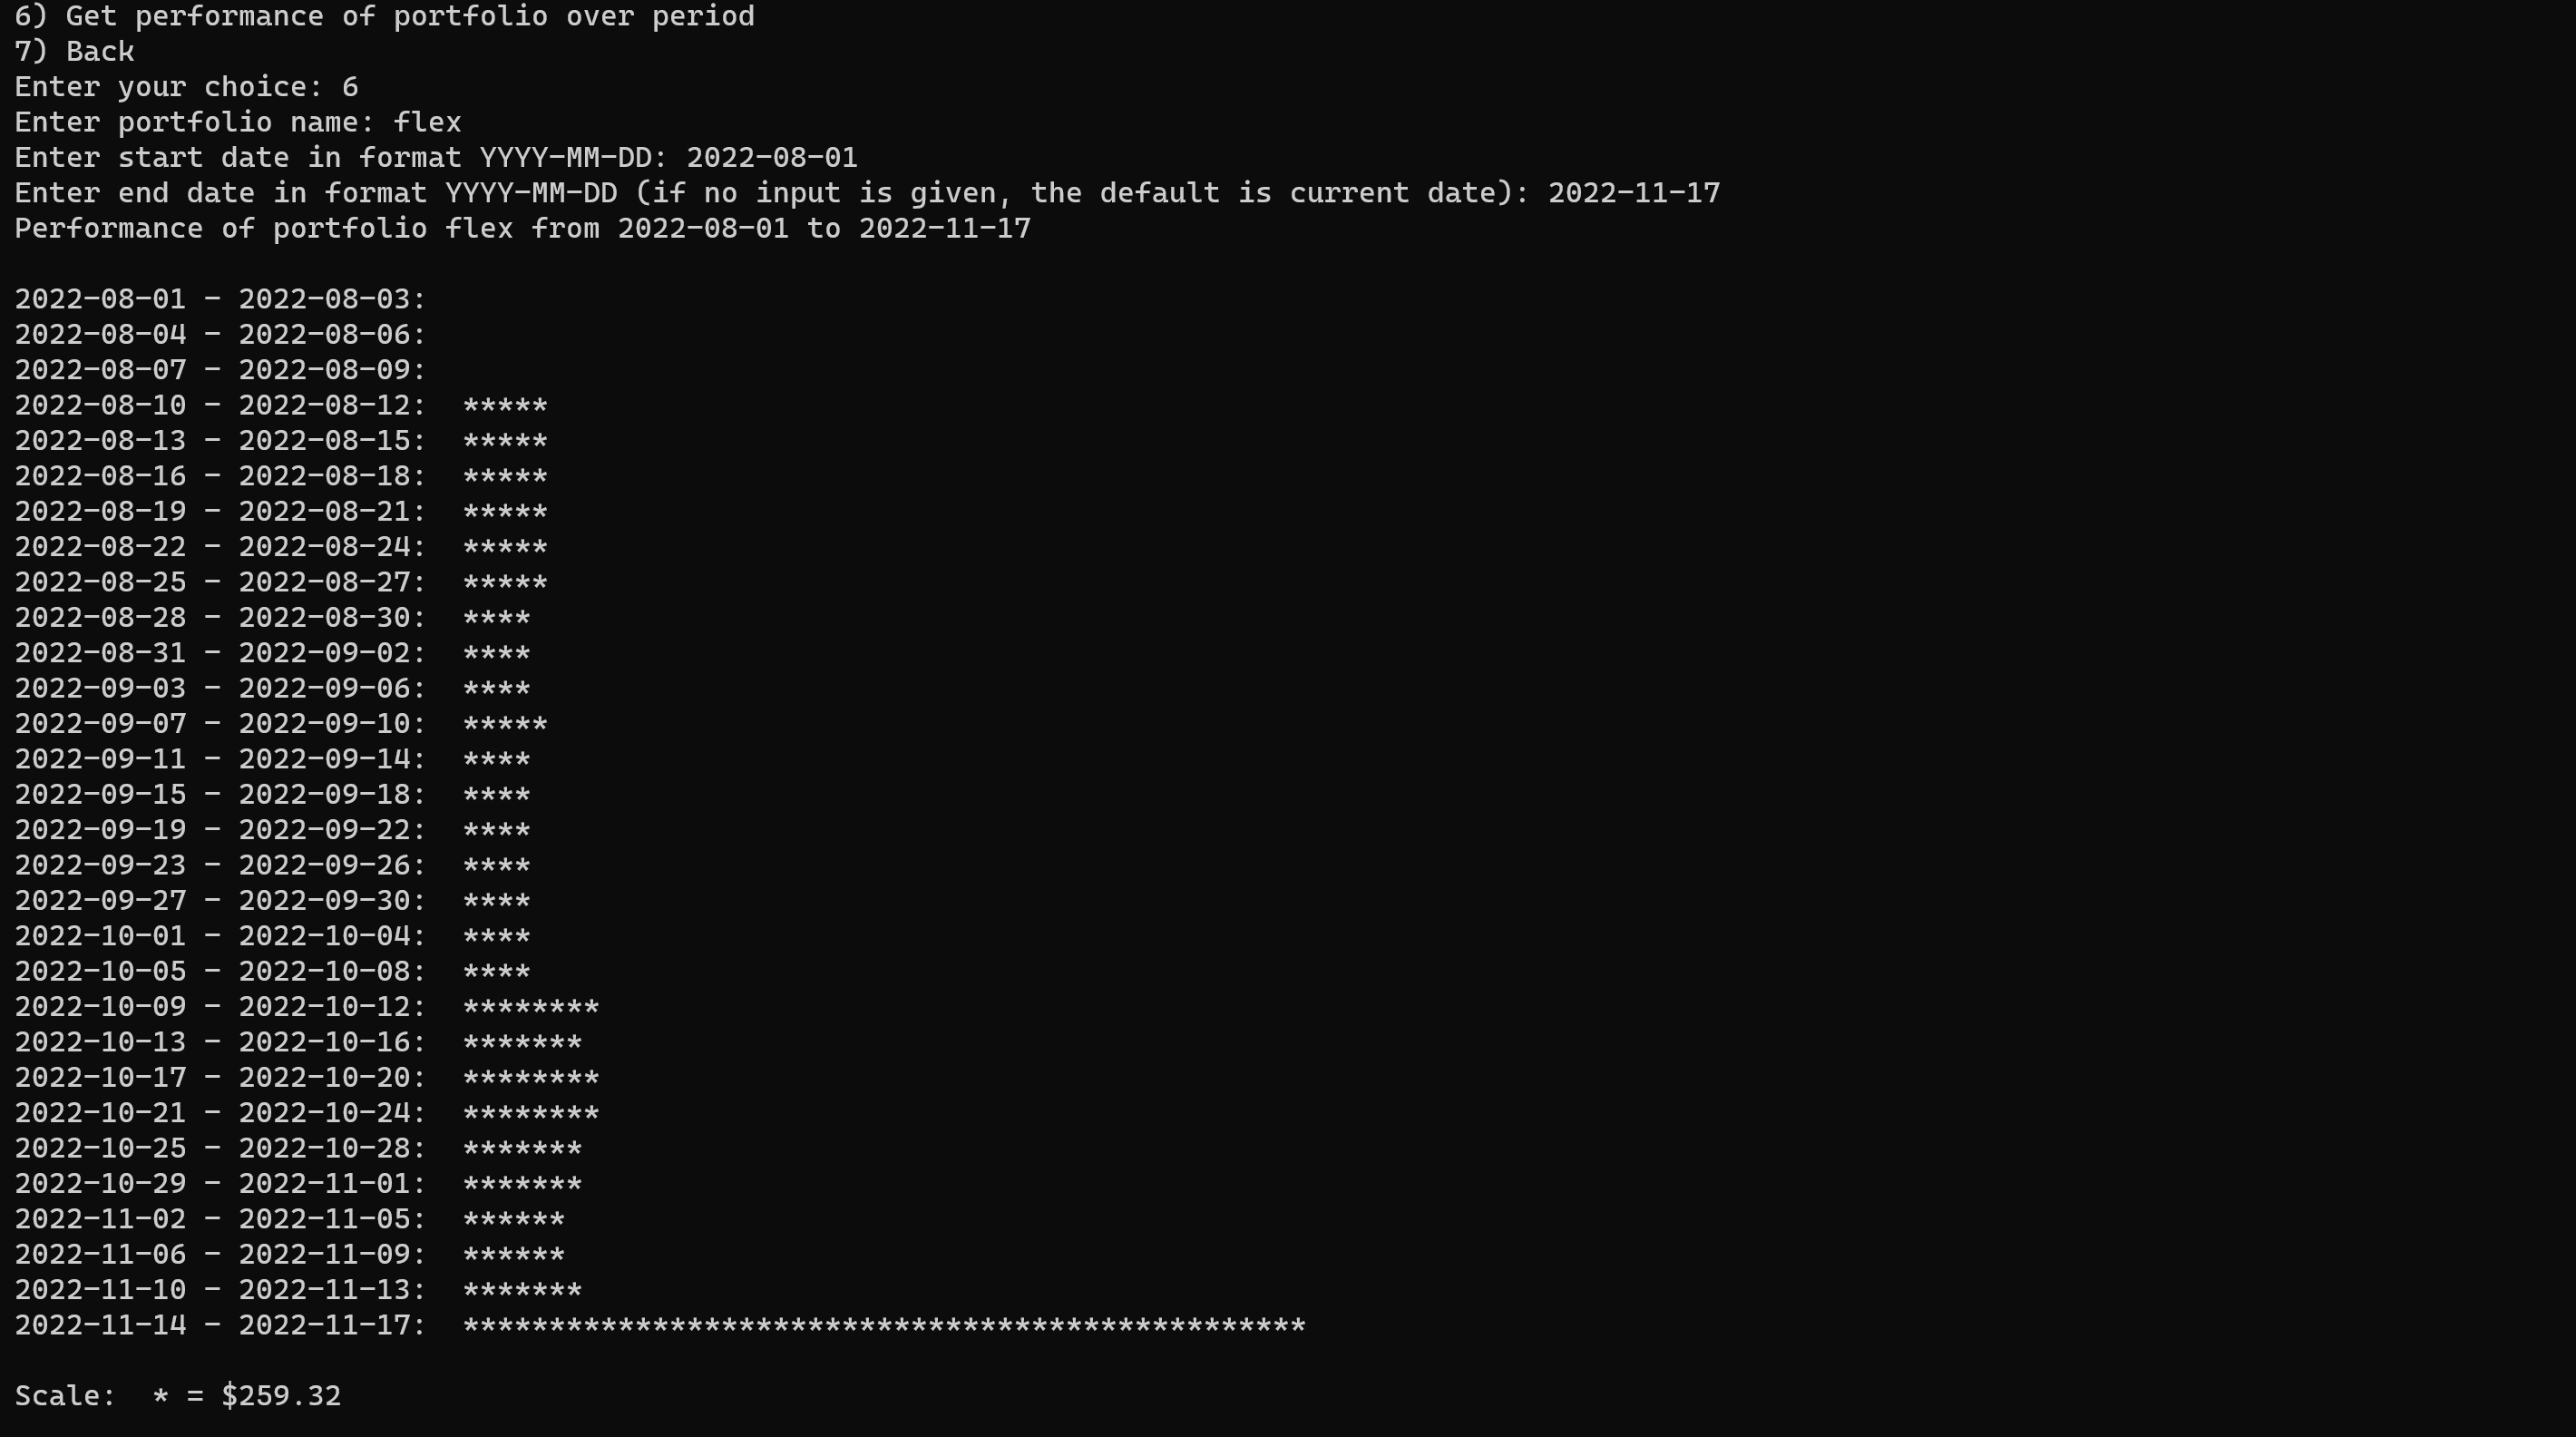 6) Get performance of portfolio over period
7) Back
Enter your choice: 6
Enter portfolio name: flex
Enter start date in format YYYY-MM-DD: 2022-08-01
Enter end date in format YYYY-MM-DD (if no input is given, the default is current date): 2022-11-17
Performance of portfolio flex from 2022-08-01 to 2022-11-17

2022-08-01 - 2022-08-03:
2022-08-04 - 2022-08-06:
2022-08-07 - 2022-08-09:
2022-08-10 - 2022-08-12:  *****
2022-08-13 - 2022-08-15:  *****
2022-08-16 - 2022-08-18:  *****
2022-08-19 - 2022-08-21:  *****
2022-08-22 - 2022-08-24:  *****
2022-08-25 - 2022-08-27:  *****
2022-08-28 - 2022-08-30:  ****
2022-08-31 - 2022-09-02:  ****
2022-09-03 - 2022-09-06:  ****
2022-09-07 - 2022-09-10:  *****
2022-09-11 - 2022-09-14:  ****
2022-09-15 - 2022-09-18:  ****
2022-09-19 - 2022-09-22:  ****
2022-09-23 - 2022-09-26:  ****
2022-09-27 - 2022-09-30:  ****
2022-10-01 - 2022-10-04:  ****
2022-10-05 - 2022-10-08:  ****
2022-10-09 - 2022-10-12:  ********
2022-10-13 - 2022-10-16:  *******
2022-10-17 - 2022-10-20:  ********
2022-10-21 - 2022-10-24:  ********
2022-10-25 - 2022-10-28:  *******
2022-10-29 - 2022-11-01:  *******
2022-11-02 - 2022-11-05:  ******
2022-11-06 - 2022-11-09:  ******
2022-11-10 - 2022-11-13:  *******
2022-11-14 - 2022-11-17:  *************************************************

Scale:  * = $259.32